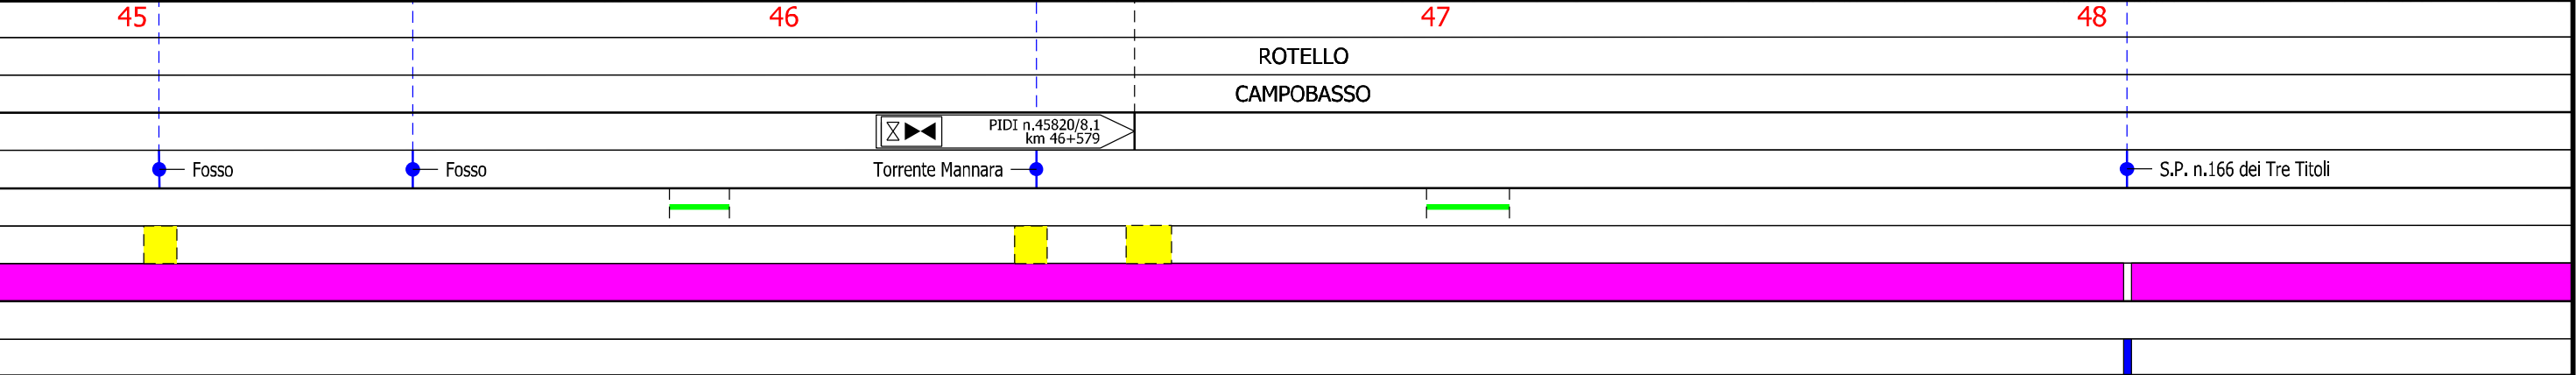 45 46 47 48
ROTELLO
CAMPOBASSO
PIDI n.45820/8.1
km 46+579
Fosso Fosso Torrente Mannara S.P. n.166 dei Tre Titoli